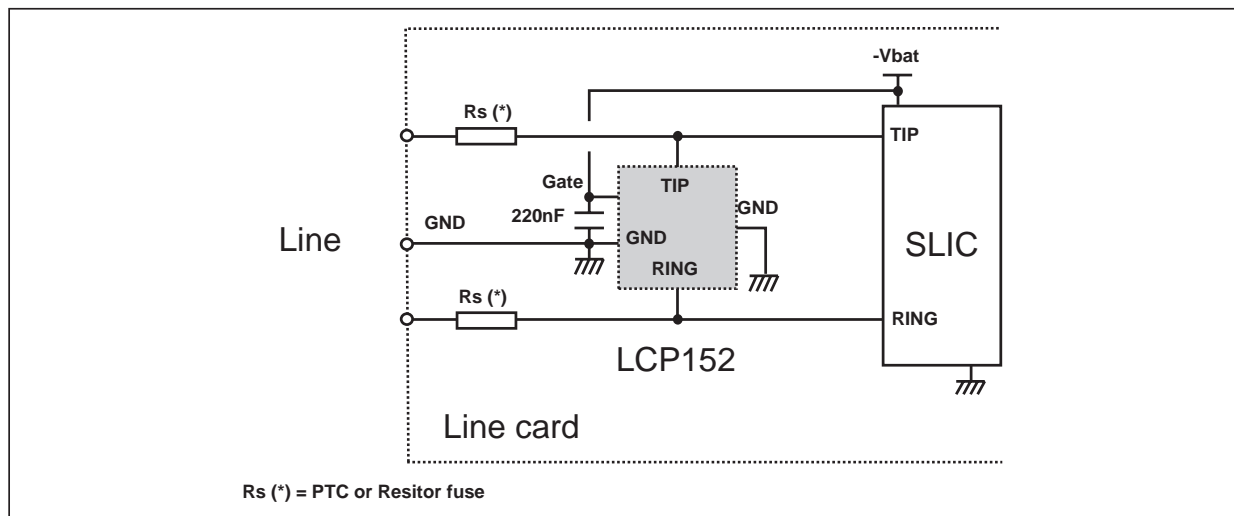 -Vbat
Rs (*)
TIP
Gate
TIP
GND
220nF
GND
Line
GND
SLIC
RING
Rs (*)
RING
LCP152
Line card
Rs (*) = PTC or Resitor fuse